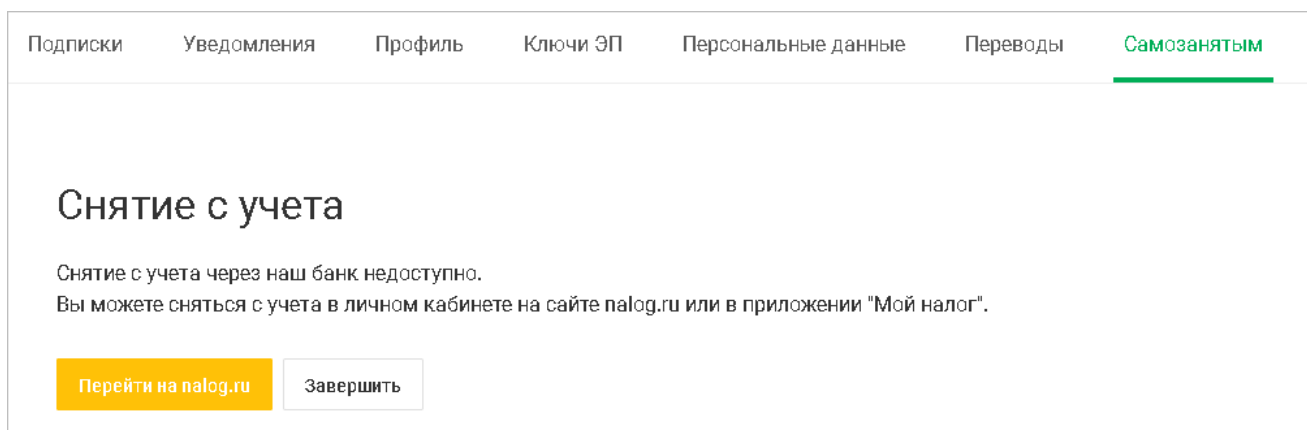 Подписки Уведомления Профиль Ключи ЭП Персональные данные Переводы Самозанятым
Снятие с учета
Снятие с учета через наш банк недоступно.
Вы можете сняться с учета в личном кабинете на сайте nalog.ru или в приложении "Мой налог".
Перейти на nalog.ru Завершить